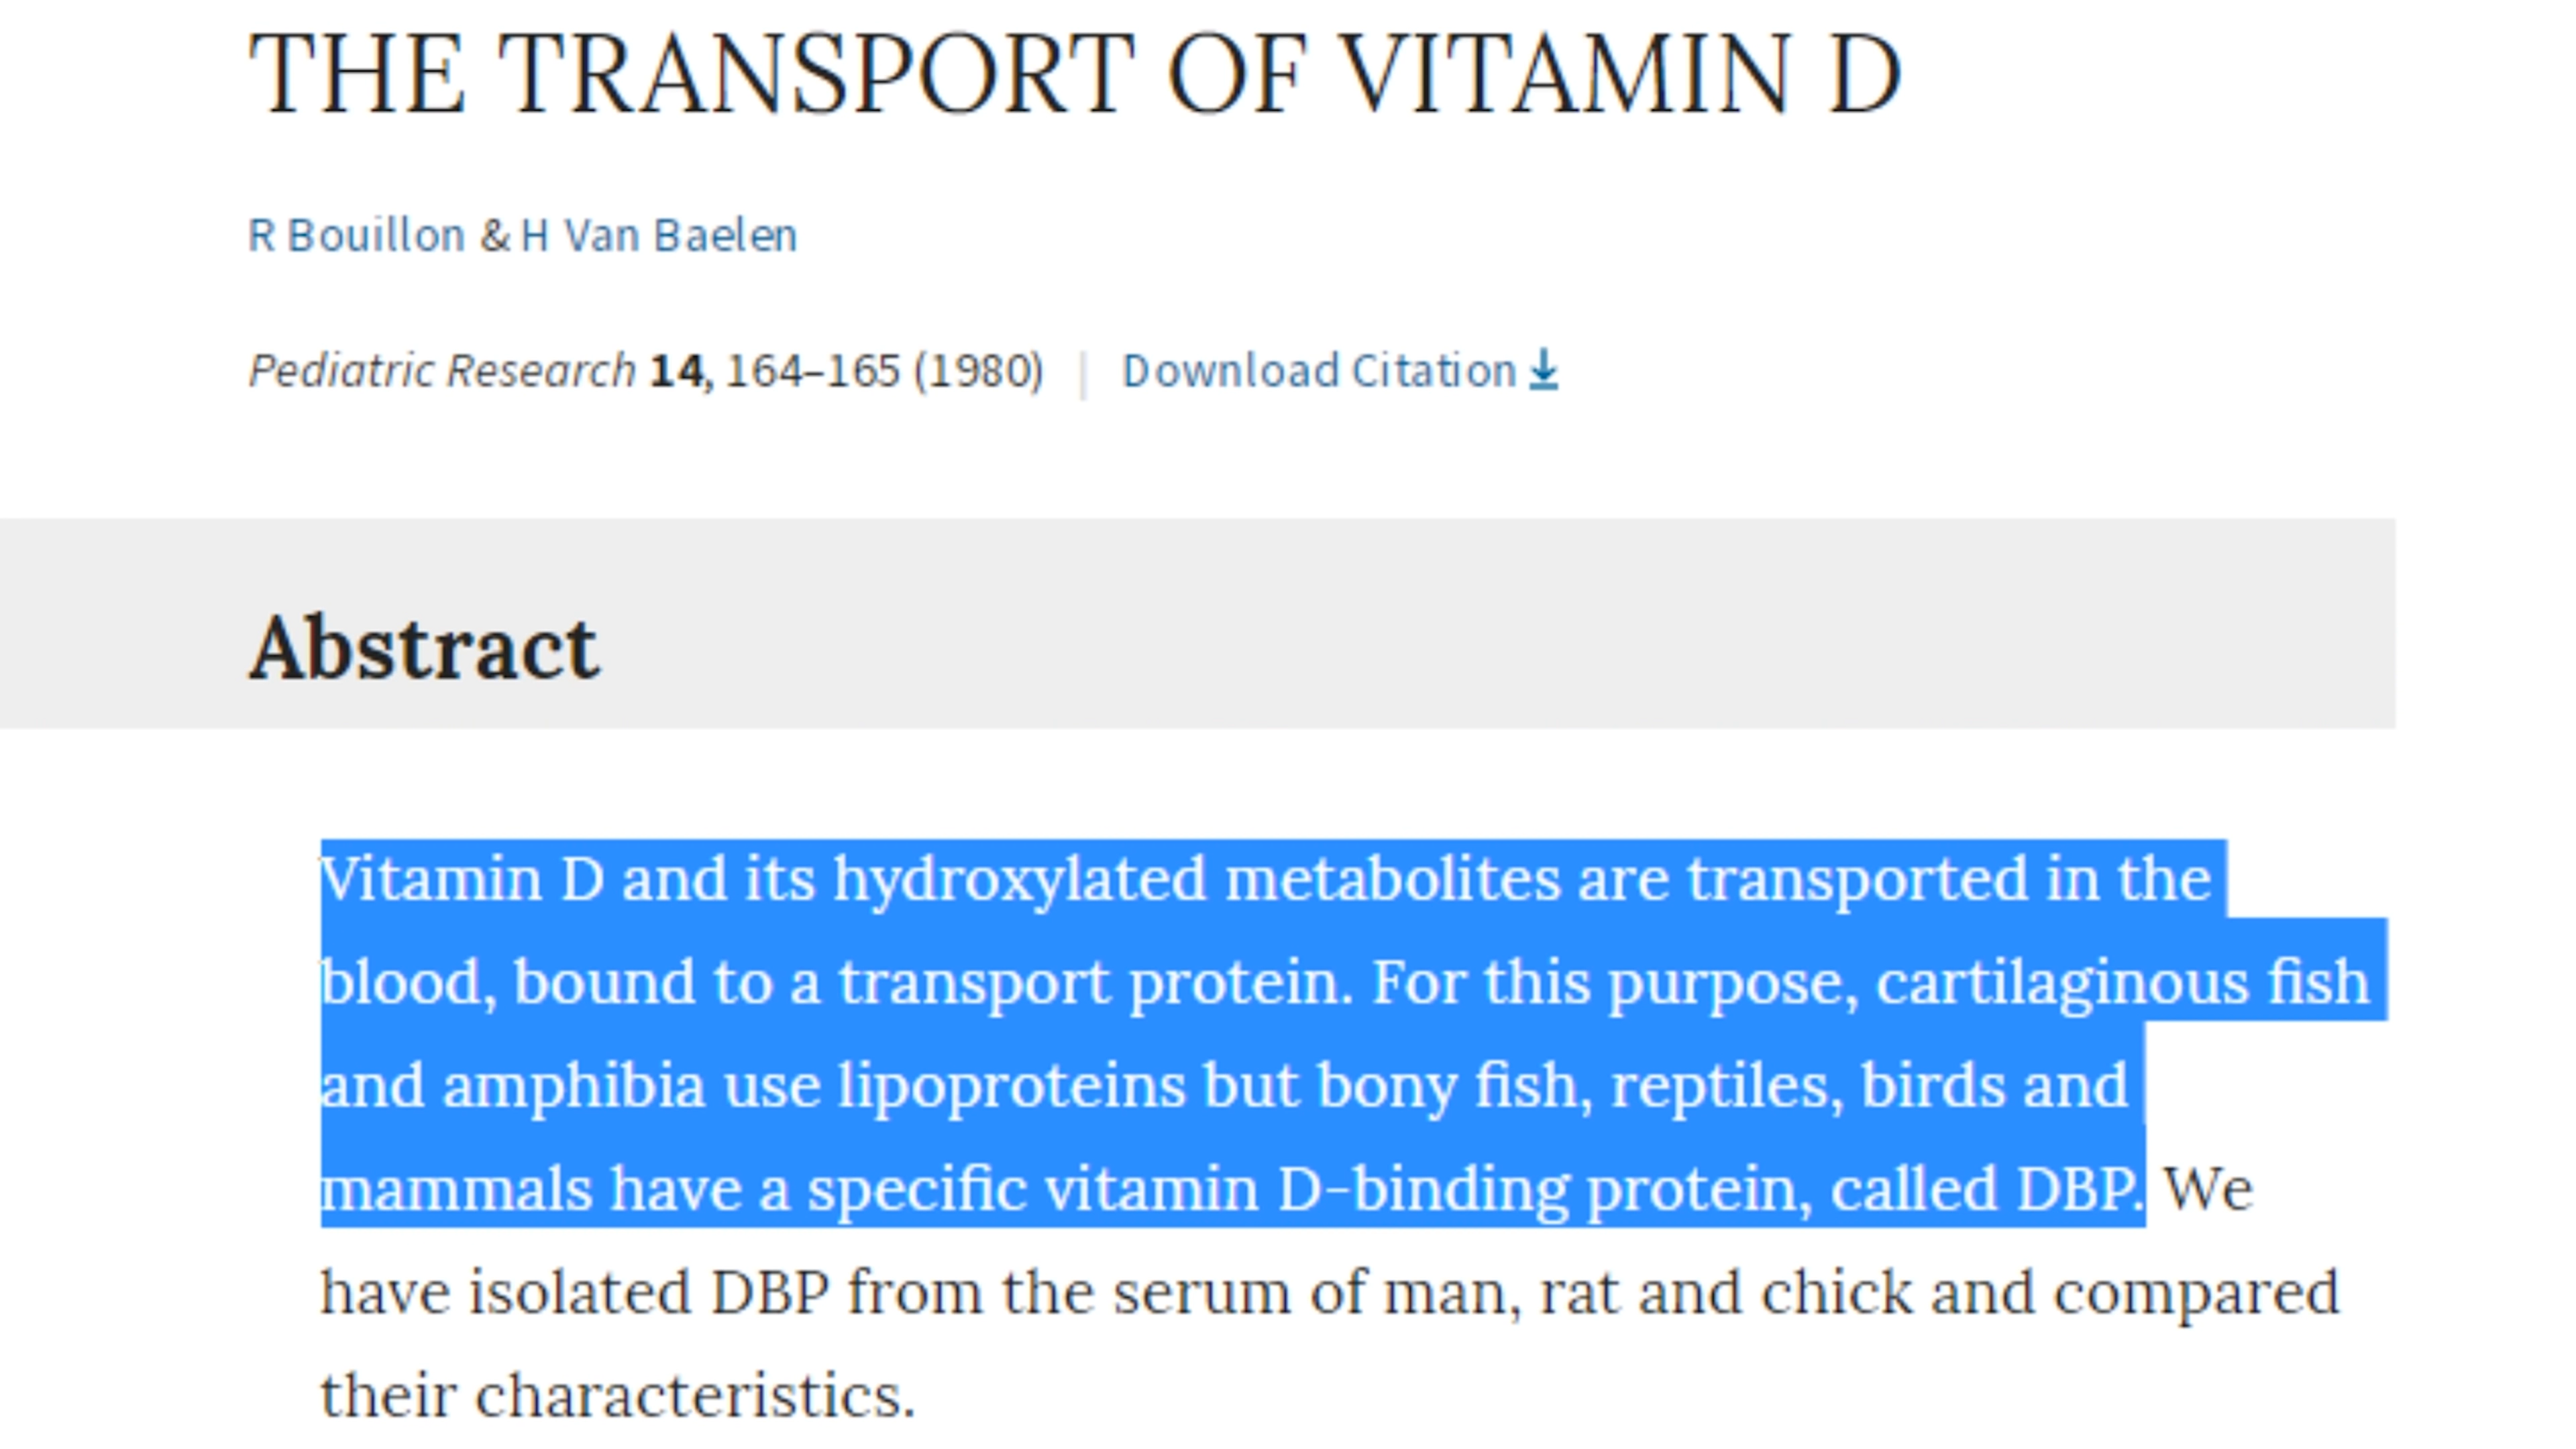 THE TRANSPORT OF VITAMIN D
R Bouillon & H Van Baelen
Pediatric Research 14, 164–165 (1980) | Download Citation
Abstract
Vitamin D and its hydroxylated metabolites are transported in the
blood, bound to a transport protein. For this purpose, cartilaginous fish
and amphibia use lipoproteins but bony fish, reptiles, birds and
mammals have a specific vitamin D-binding protein, called DBP. We
have isolated DBP from the serum of man, rat and chick and compared
their characteristics.